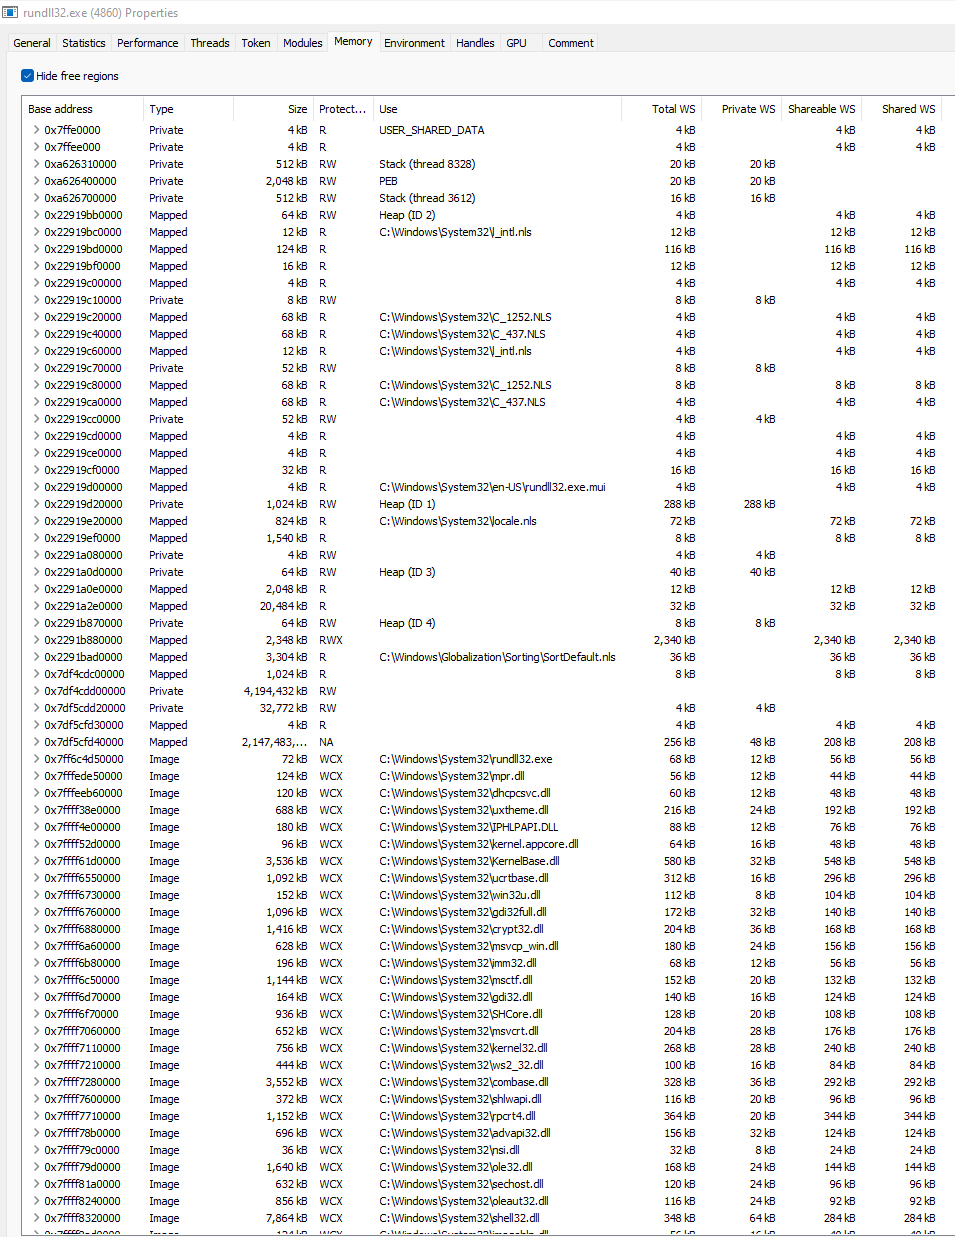 rundll32.exe (4860) Properties
General Statistics Performance Threads Token Modules Memory Environment Handles GPU Comment
Hide free regions
Base address Type Size Protect... Use Total WS Private WS Shareable WS Shared WS
0x7ffe0000 Private 4 kB R USER_SHARED_DATA 4 kB 4 kB 4 kB
0x7ffee000 Private 4 kB R 4 kB 4 kB 4 kB
0xa626310000 Private 512 kB RW Stack (thread 8328) 20 kB 20 kB
0xa626400000 Private 2,048 kB RW PEB 20 kB 20 kB
0xa626700000 Private 512 kB RW Stack (thread 3612) 16 kB 16 kB
0x22919bb0000 Mapped 64 kB RW Heap (ID 2) 4 kB 4 kB 4 kB
0x22919bc0000 Mapped 12 kB R C:\Windows\System32\l_intl.nls 12 kB 12 kB 12 kB
0x22919bd0000 Mapped 124 kB R 116 kB 116 kB 116 kB
0x22919bf0000 Mapped 16 kB R 12 kB 12 kB 12 kB
0x22919c00000 Mapped 4 kB R 4 kB 4 kB 4 kB
0x22919c10000 Private 8 kB RW 8 kB 8 kB
0x22919c20000 Mapped 68 kB R C:\Windows\System32\C_1252.NLS 4 kB 4 kB 4 kB
0x22919c40000 Mapped 68 kB R C:\Windows\System32\C_437.NLS 4 kB 4 kB 4 kB
0x22919c60000 Mapped 12 kB R C:\Windows\System32\l_intl.nls 4 kB 4 kB 4 kB
0x22919c70000 Private 52 kB RW 8 kB 8 kB
0x22919c80000 Mapped 68 kB R C:\Windows\System32\C_1252.NLS 8 kB 8 kB 8 kB
0x22919ca0000 Mapped 68 kB R C:\Windows\System32\C_437.NLS 4 kB 4 kB 4 kB
0x22919cc0000 Private 52 kB RW 4 kB 4 kB
0x22919cd0000 Mapped 4 kB R 4 kB 4 kB 4 kB
0x22919ce0000 Mapped 4 kB R 4 kB 4 kB 4 kB
0x22919cf0000 Mapped 32 kB R 16 kB 16 kB 16 kB
0x22919d00000 Mapped 4 kB R C:\Windows\System32\en-US\rundll32.exe.mui 4 kB 4 kB 4 kB
0x22919d20000 Private 1,024 kB RW Heap (ID 1) 288 kB 288 kB
0x22919e20000 Mapped 824 kB R C:\Windows\System32\locale.nls 72 kB 72 kB 72 kB
0x22919ef0000 Mapped 1,540 kB R 8 kB 8 kB 8 kB
0x2291a080000 Private 4 kB RW 4 kB 4 kB
0x2291a0d0000 Private 64 kB RW Heap (ID 3) 40 kB 40 kB
0x2291a0e0000 Mapped 2,048 kB R 12 kB 12 kB 12 kB
0x2291a2e0000 Mapped 20,484 kB R 32 kB 32 kB 32 kB
0x2291b870000 Private 64 kB RW Heap (ID 4) 8 kB 8 kB
0x2291b880000 Mapped 2,348 kB RWX 2,340 kB 2,340 kB 2,340 kB
0x2291bad0000 Mapped 3,304 kB R C:\Windows\Globalization\Sorting\SortDefault.nls 36 kB 36 kB 36 kB
0x7df4cdc00000 Mapped 1,024 kB R 8 kB 8 kB 8 kB
0x7df4cdd00000 Private 4,194,432 kB RW
0x7df5cdd20000 Private 32,772 kB RW 4 kB 4 kB
0x7df5cfd30000 Mapped 4 kB R 4 kB 4 kB 4 kB
0x7df5cfd40000 Mapped 2,147,483,... NA 256 kB 48 kB 208 kB 208 kB
0x7ff6c4d50000 Image 72 kB WCX C:\Windows\System32\rundll32.exe 68 kB 12 kB 56 kB 56 kB
0x7fffede50000 Image 124 kB WCX C:\Windows\System32\mpr.dll 56 kB 12 kB 44 kB 44 kB
0x7fffeeb60000 Image 120 kB WCX C:\Windows\System32\dhcpcsvc.dll 60 kB 12 kB 48 kB 48 kB
0x7ffff38e0000 Image 688 kB WCX C:\Windows\System32\uxtheme.dll 216 kB 24 kB 192 kB 192 kB
0x7ffff4e00000 Image 180 kB WCX C:\Windows\System32\IPHLPAPI.DLL 88 kB 12 kB 76 kB 76 kB
0x7ffff52d0000 Image 96 kB WCX C:\Windows\System32\kernel.appcore.dll 64 kB 16 kB 48 kB 48 kB
0x7ffff61d0000 Image 3,536 kB WCX C:\Windows\System32\KernelBase.dll 580 kB 32 kB 548 kB 548 kB
0x7ffff6550000 Image 1,092 kB WCX C:\Windows\System32\ucrtbase.dll 312 kB 16 kB 296 kB 296 kB
0x7ffff6730000 Image 152 kB WCX C:\Windows\System32\win32u.dll 112 kB 8 kB 104 kB 104 kB
0x7ffff6760000 Image 1,096 kB WCX C:\Windows\System32\gdi32full.dll 172 kB 32 kB 140 kB 140 kB
0x7ffff6880000 Image 1,416 kB WCX C:\Windows\System32\crypt32.dll 204 kB 36 kB 168 kB 168 kB
0x7ffff6a60000 Image 628 kB WCX C:\Windows\System32\msvcp_win.dll 180 kB 24 kB 156 kB 156 kB
0x7ffff6b80000 Image 196 kB WCX C:\Windows\System32\imm32.dll 68 kB 12 kB 56 kB 56 kB
0x7ffff6c50000 Image 1,144 kB WCX C:\Windows\System32\msctf.dll 152 kB 20 kB 132 kB 132 kB
0x7ffff6d70000 Image 164 kB WCX C:\Windows\System32\gdi32.dll 140 kB 16 kB 124 kB 124 kB
0x7ffff6f70000 Image 936 kB WCX C:\Windows\System32\SHCore.dll 128 kB 20 kB 108 kB 108 kB
0x7ffff7060000 Image 652 kB WCX C:\Windows\System32\msvcrt.dll 204 kB 28 kB 176 kB 176 kB
0x7ffff7110000 Image 756 kB WCX C:\Windows\System32\kernel32.dll 268 kB 28 kB 240 kB 240 kB
0x7ffff7210000 Image 444 kB WCX C:\Windows\System32\ws2_32.dll 100 kB 16 kB 84 kB 84 kB
0x7ffff7280000 Image 3,552 kB WCX C:\Windows\System32\combase.dll 328 kB 36 kB 292 kB 292 kB
0x7ffff7600000 Image 372 kB WCX C:\Windows\System32\shlwapi.dll 116 kB 20 kB 96 kB 96 kB
0x7ffff7710000 Image 1,152 kB WCX C:\Windows\System32\rpcrt4.dll 364 kB 20 kB 344 kB 344 kB
0x7ffff78b0000 Image 696 kB WCX C:\Windows\System32\advapi32.dll 156 kB 32 kB 124 kB 124 kB
0x7ffff79c0000 Image 36 kB WCX C:\Windows\System32\nsi.dll 32 kB 8 kB 24 kB 24 kB
0x7ffff79d0000 Image 1,640 kB WCX C:\Windows\System32\ole32.dll 168 kB 24 kB 144 kB 144 kB
0x7ffff81a0000 Image 632 kB WCX C:\Windows\System32\sechost.dll 120 kB 24 kB 96 kB 96 kB
0x7ffff8240000 Image 856 kB WCX C:\Windows\System32\oleaut32.dll 116 kB 24 kB 92 kB 92 kB
0x7ffff8320000 Image 7,864 kB WCX C:\Windows\System32\shell32.dll 348 kB 64 kB 284 kB 284 kB